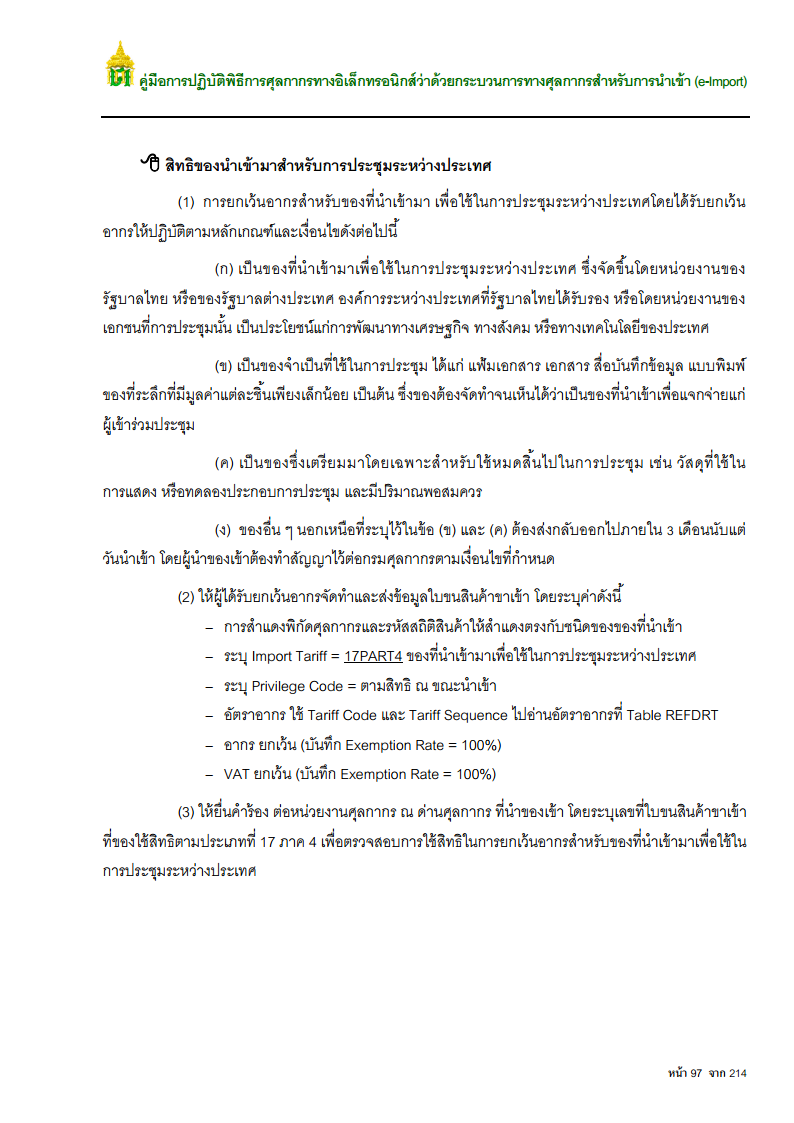 คู่มือการปฏิบัติพิธีการศุลกากรทางอิเล็กทรอนิกส์ว่าด้วยกระบวนการทางศุลกากรสำหรับการนำเข้า (e-Import)
สิทธิของนำเข้ามาสำหรับการประชุมระหว่างประเทศ
(1) การยกเว้นอากรสำหรับของที่นำเข้ามา เพื่อใช้ในการประชุมระหว่างประเทศโดยได้รับยกเว้น
อากรให้ปฏิบัติตามหลักเกณฑ์และเงื่อนไขดังต่อไปนี้
(ก) เป็นของที่นำเข้ามาเพื่อใช้ในการประชุมระหว่างประเทศ ซึ่งจัดขึ้นโดยหน่วยงานของ
รัฐบาลไทย หรือของรัฐบาลต่างประเทศ องค์การระหว่างประเทศที่รัฐบาลไทยได้รับรอง หรือโดยหน่วยงานของ
เอกชนที่การประชุมนั้น เป็นประโยชน์แก่การพัฒนาทางเศรษฐกิจ ทางสังคม หรือทางเทคโนโลยีของประเทศ
(ข) เป็นของจำเป็นที่ใช้ในการประชุม ได้แก่ แฟ้มเอกสาร เอกสาร สื่อบันทึกข้อมูล แบบพิมพ์
ของที่ระลึกที่มีมูลค่าแต่ละชิ้นเพียงเล็กน้อย เป็นต้น ซึ่งของต้องจัดทำจนเห็นได้ว่าเป็นของที่นำเข้าเพื่อแจกจ่ายแก่
ผู้เข้าร่วมประชุม
(ค) เป็นของซึ่งเตรียมมาโดยเฉพาะสำหรับใช้หมดสิ้นไปในการประชุม เช่น วัสดุที่ใช้ใน
การแสดง หรือทดลองประกอบการประชุม และมีปริมาณพอสมควร
(ง) ของอื่น ๆ นอกเหนือที่ระบุไว้ในข้อ (ข) และ (ค) ต้องส่งกลับออกไปภายใน 3 เดือนนับแต่
วันนำเข้า โดยผู้นำของเข้าต้องทำสัญญาไว้ต่อกรมศุลกากรตามเงื่อนไขที่กำหนด
(2) ให้ผู้ได้รับยกเว้นอากรจัดทำและส่งข้อมูลใบขนสินค้าขาเข้า โดยระบุค่าดังนี้
– การสำแดงพิกัดศุลกากรและรหัสสถิติสินค้าให้สำแดงตรงกับชนิดของของที่นำเข้า
– ระบุ Import Tariff = 17PART4 ของที่นำเข้ามาเพื่อใช้ในการประชุมระหว่างประเทศ
– ระบุ Privilege Code = ตามสิทธิ ณ ขณะนำเข้า
– อัตราอากร ใช้ Tariff Code และ Tariff Sequence ไปอ่านอัตราอากรที่ Table REFDRT
– อากร ยกเว้น (บันทึก Exemption Rate = 100%)
– VAT ยกเว้น (บันทึก Exemption Rate = 100%)
(3) ให้ยื่นคำร้อง ต่อหน่วยงานศุลกากร ณ ด่านศุลกากร ที่นำของเข้า โดยระบุเลขที่ใบขนสินค้าขาเข้า
ที่ของใช้สิทธิตามประเภทที่ 17 ภาค 4 เพื่อตรวจสอบการใช้สิทธิในการยกเว้นอากรสำหรับของที่นำเข้ามาเพื่อใช้ใน
การประชุมระหว่างประเทศ
หน้า 97 จาก 214